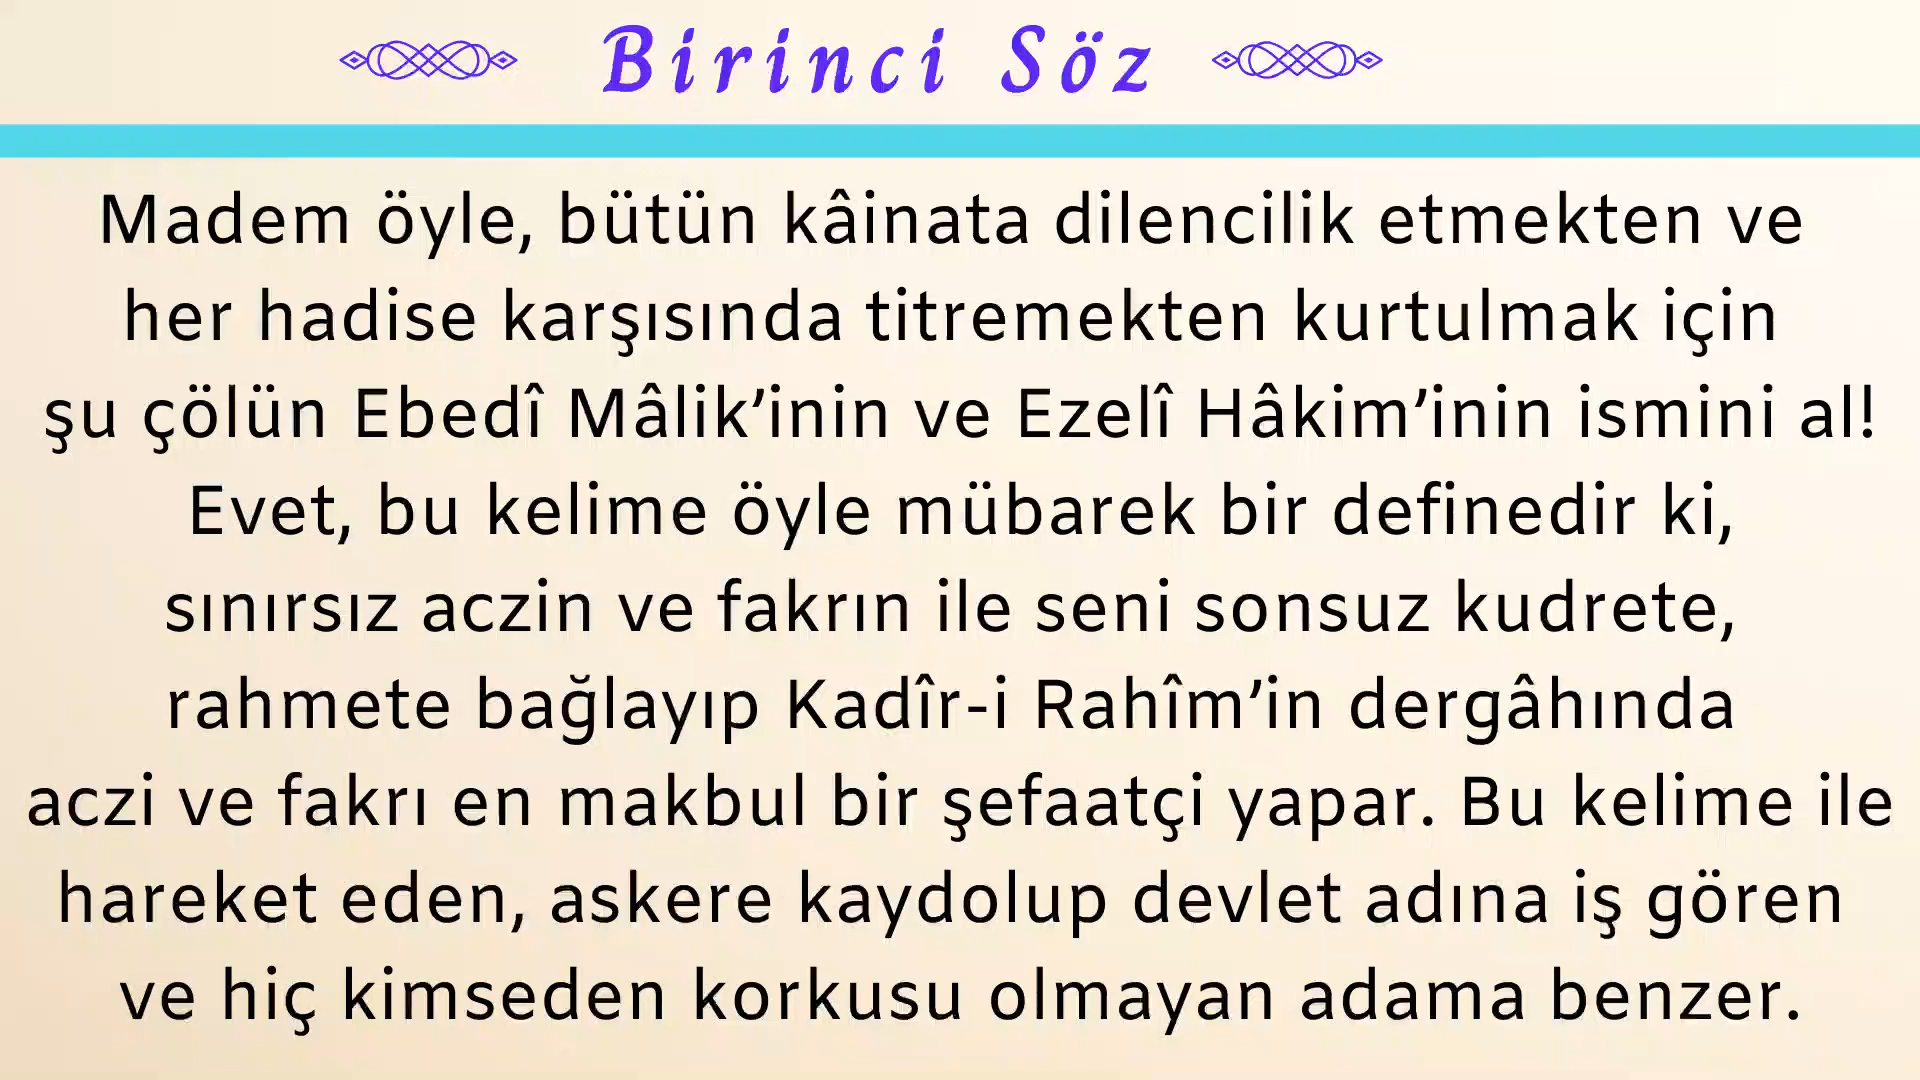 Birinci Söz
Madem öyle, bütün kâinata dilencilik etmekten ve
her hadise karşısında titremekten kurtulmak için
şu çölün Ebedî Mâlik’inin ve Ezelî Hâkim’inin ismini al!
Evet, bu kelime öyle mübarek bir definedir ki,
sınırsız aczin ve fakrın ile seni sonsuz kudrete,
rahmete bağlayıp Kadîr-i Rahîm’in dergâhında
aczi ve fakrı en makbul bir şefaatçi yapar. Bu kelime ile
hareket eden, askere kaydolup devlet adına iş gören
ve hiç kimseden korkusu olmayan adama benzer.